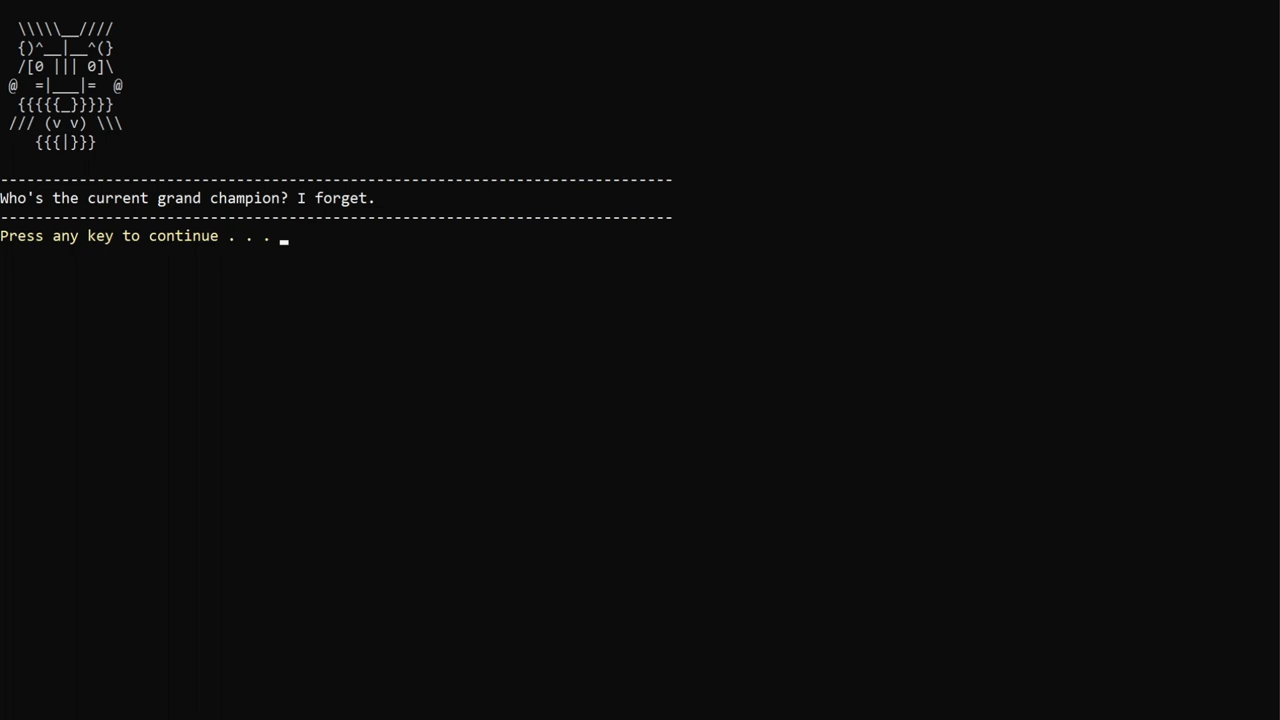 \\\\\__////
{)^__|__^(}
/[0 ||| 0]\
@  =|___|=  @
{{{{{_}}}}}
/// (v v) \\\
{{{|}}}
-----------------------------------------------------------------------------
Who's the current grand champion? I forget.
-----------------------------------------------------------------------------
Press any key to continue . . . _